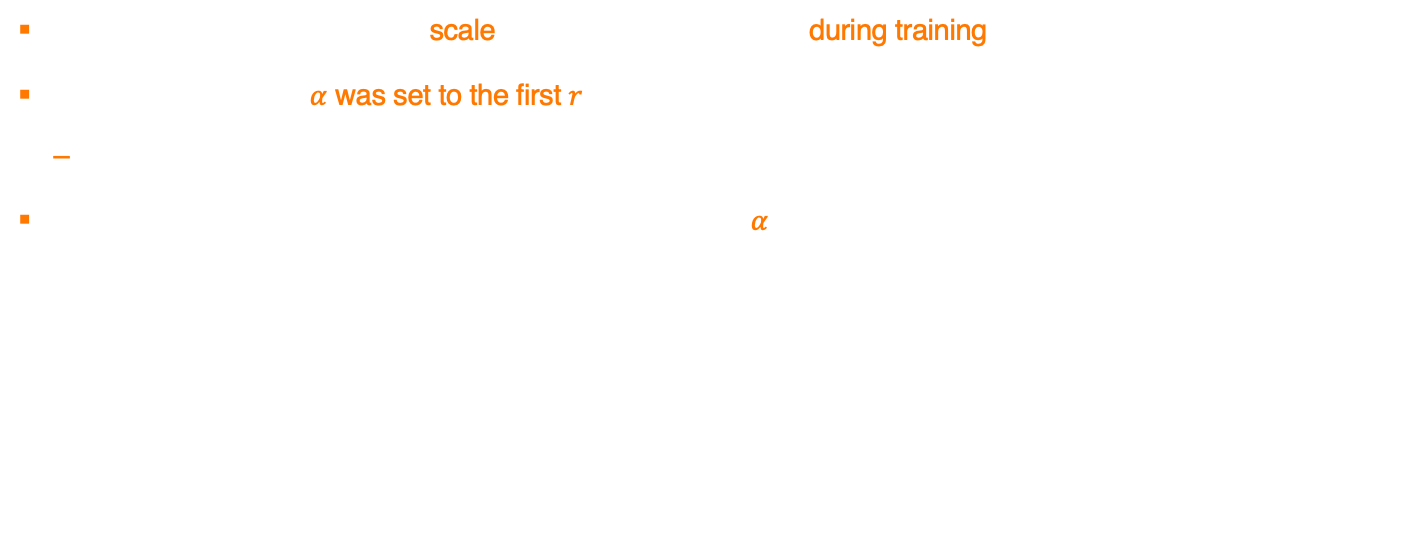 ▪ scale during training
▪ 𝛼 was set to the first 𝑟
–
▪ 𝛼